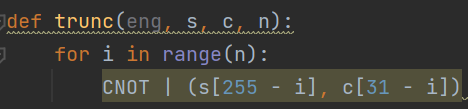 def trunc(eng, s, c, n):
for i in range(n):
CNOT | (s[255 - i], c[31 - i])